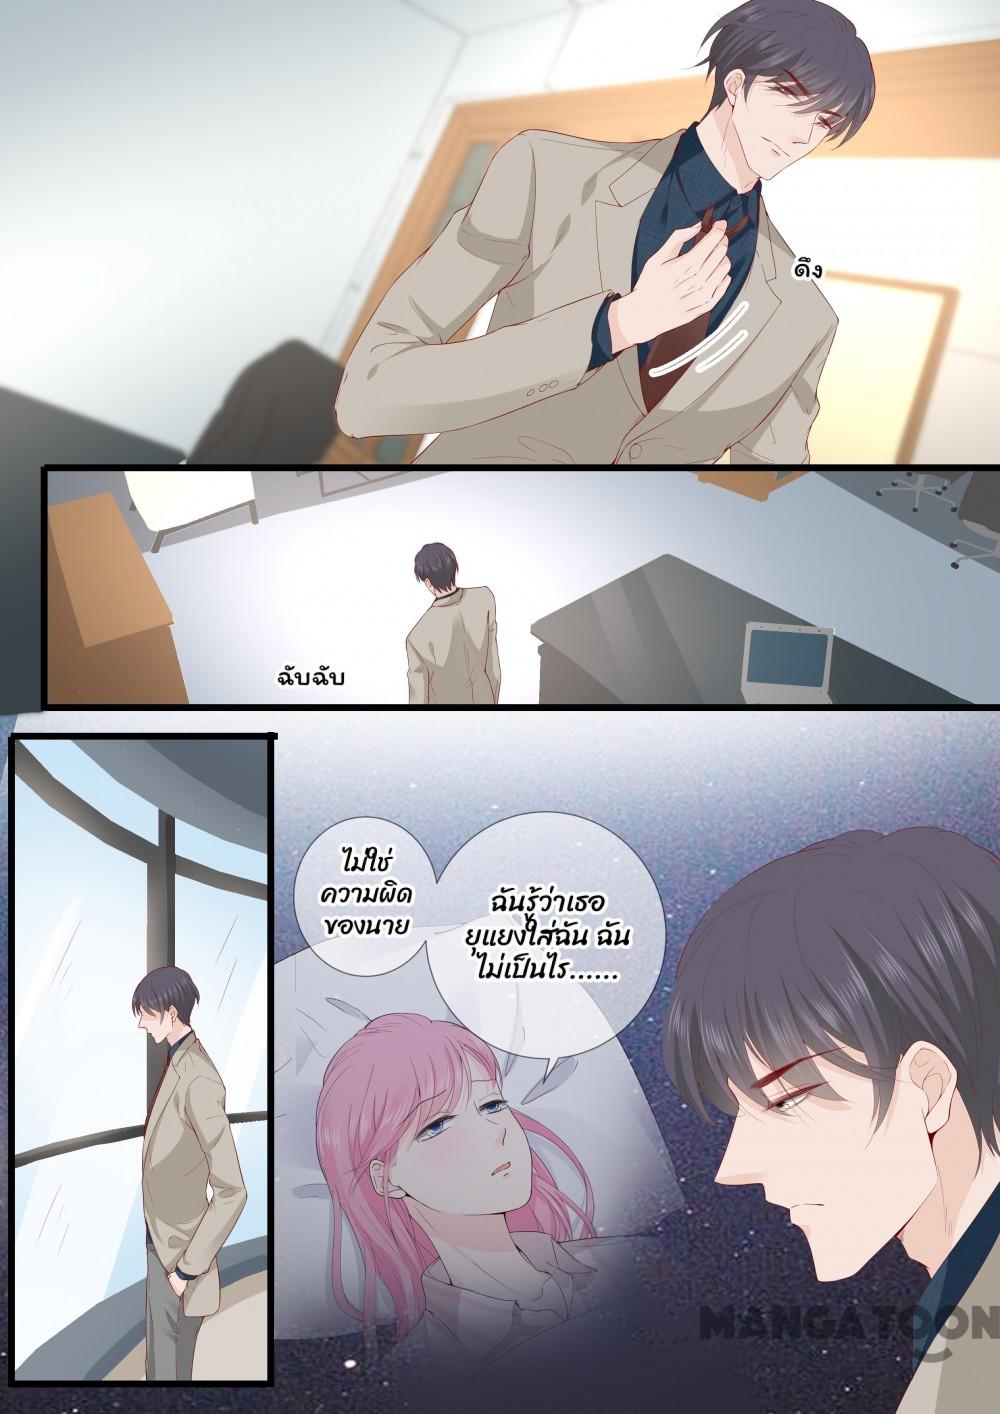 ดึง
ฉับฉับ
ไม่ใช่
ความผิด
ของนาย
ฉันรู้ว่าเธอ
ยุแยงใส่ฉัน ฉัน
ไม่เป็นไร......
MANGATOON